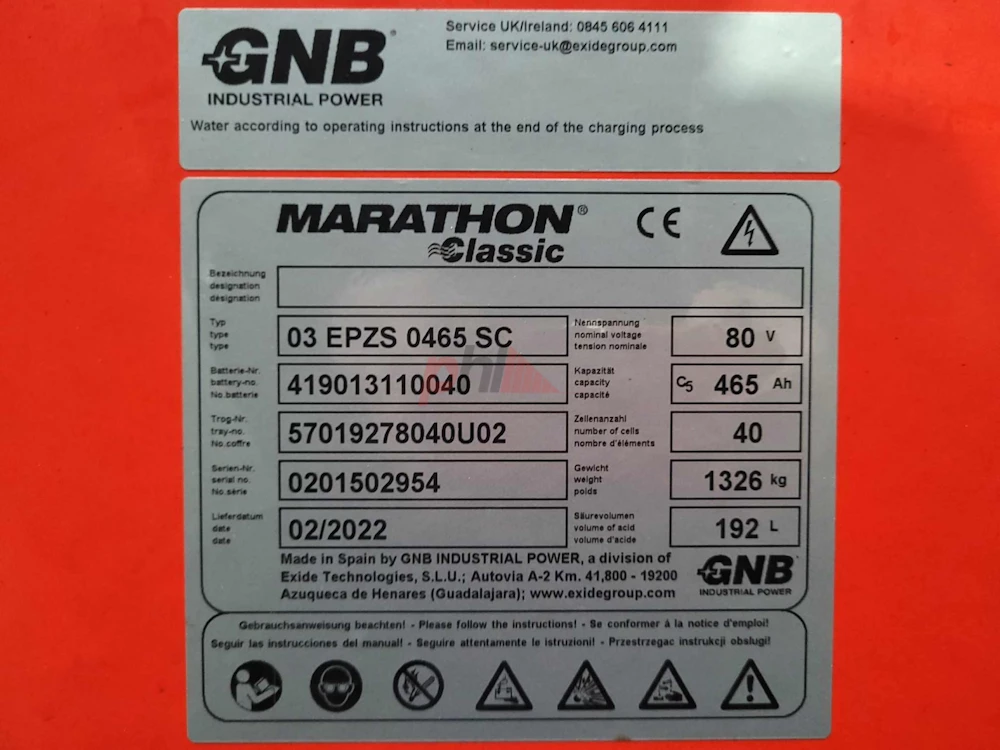 GNB®
INDUSTRIAL POWER
Service UK/Ireland: 0845 606 4111
Email: service-uk@exidegroup.com
Water according to operating instructions at the end of the charging process
MARATHON®
Classic
CE
Bezeichnung
designation
désignation
Typ
type
type
03 EPZS 0465 SC
Nennspannung
nominal voltage
tension nominale
80 V
Batterie-Nr.
battery-no.
No.batterie
419013110040
Kapazität
capacity
capacité
C5 465 Ah
Trog-Nr.
tray-no.
No.coffre
57019278040U02
Zellenanzahl
number of cells
nombre d'éléments
40
Serien-Nr.
serial no.
No.série
0201502954
Gewicht
weight
poids
1326 kg
Lieferdatum
date
date
02/2022
Säurevolumen
volume of acid
volume d'acide
192 L
Made in Spain by GNB INDUSTRIAL POWER, a division of
Exide Technologies, S.L.U.; Autovia A-2 Km. 41,800 - 19200
Azuqueca de Henares (Guadalajara); www.exidegroup.com
GNB
INDUSTRIAL POWER
Gebrauchsanweisung beachten! - Please follow the instructions! - Se conformer à la notice d'emploi!
Seguir las instrucciones del manual! - Seguire attentamente le istruzioni! - Przestrzegac instrukcji obslugi!
phl